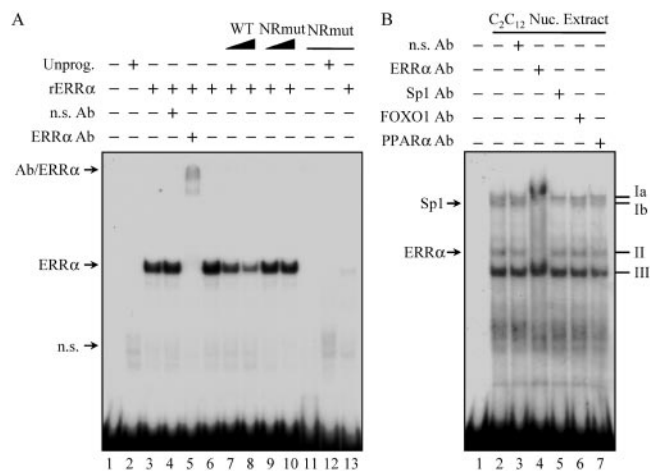 A
WT NRmut NRmut
Unprog. – + – – – – – – – – – + –
rERRα – – + + + + + + + + – – +
n.s. Ab – – – + – – – – – – – – –
ERRα Ab – – – – + – – – – – – – –
Ab/ERRα
ERRα
n.s.
1 2 3 4 5 6 7 8 9 10 11 12 13
B
C2C12 Nuc. Extract
n.s. Ab – – + – – – –
ERRα Ab – – – + – – –
Sp1 Ab – – – – + – –
FOXO1 Ab – – – – – + –
PPARα Ab – – – – – – +
Sp1
ERRα
Ia
Ib
II
III
1 2 3 4 5 6 7